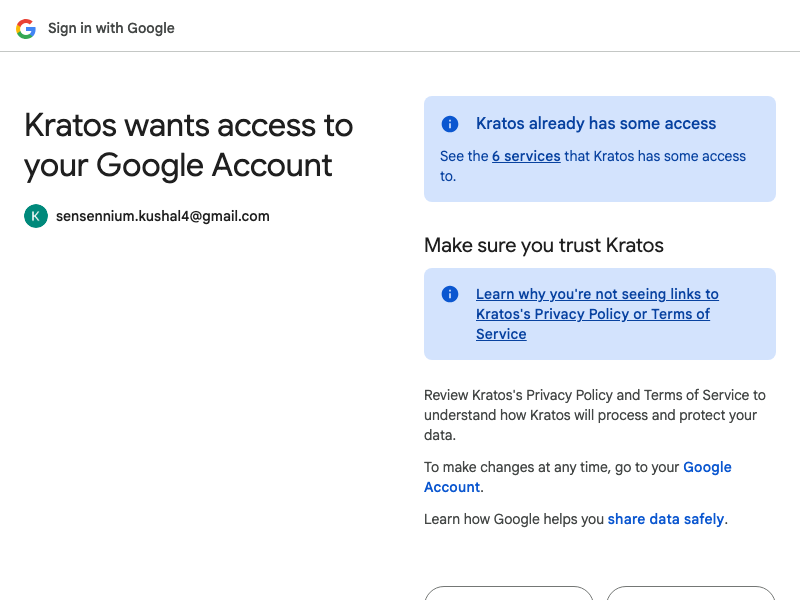 Sign in with Google
Kratos wants access to
your Google Account
K
sensennium.kushal4@gmail.com
Kratos already has some access
See the 6 services that Kratos has some access
to.
Make sure you trust Kratos
Learn why you're not seeing links to
Kratos's Privacy Policy or Terms of
Service
Review Kratos's Privacy Policy and Terms of Service to
understand how Kratos will process and protect your
data.
To make changes at any time, go to your Google
Account.
Learn how Google helps you share data safely.